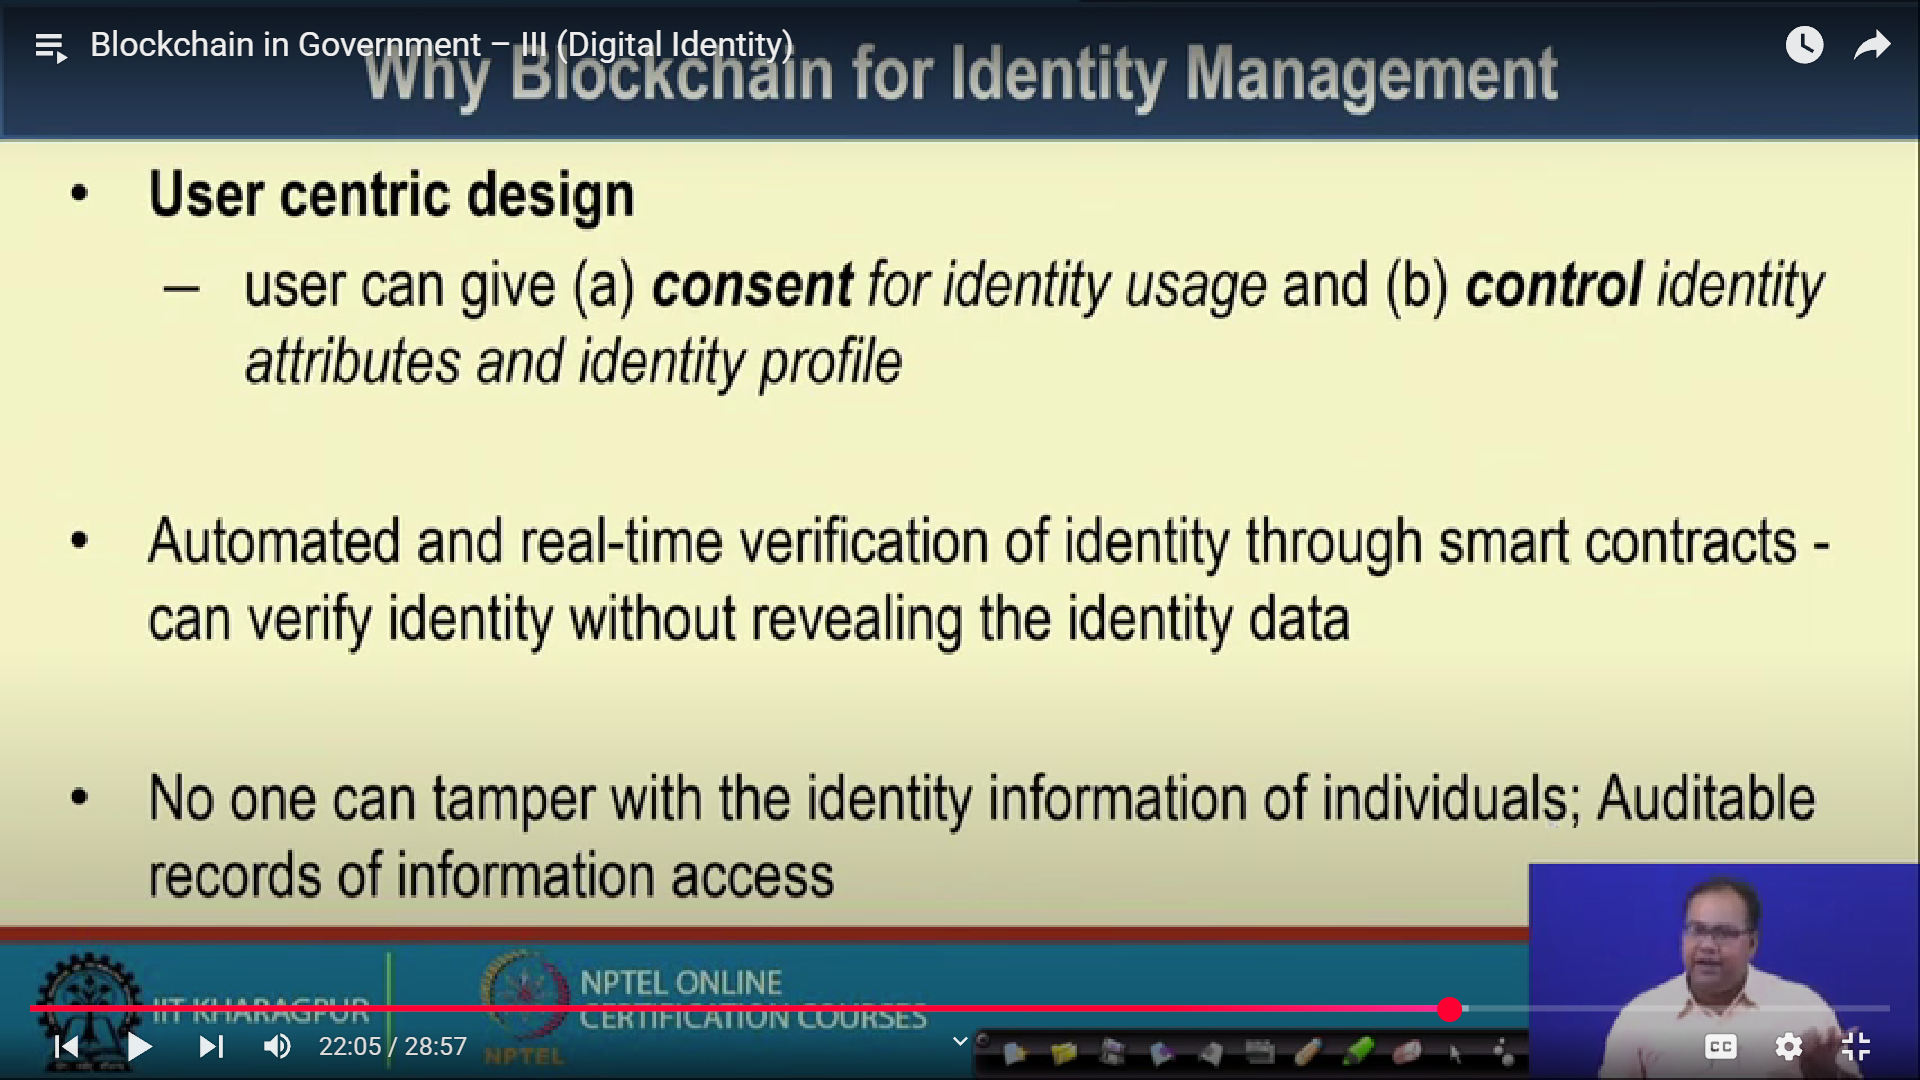 Blockchain in Government – III (Digital Identity)
Why Blockchain for Identity Management
• User centric design
– user can give (a) consent for identity usage and (b) control identity
attributes and identity profile
• Automated and real-time verification of identity through smart contracts -
can verify identity without revealing the identity data
• No one can tamper with the identity information of individuals; Auditable
records of information access
IIT KHARAGPUR
NPTEL ONLINE
CERTIFICATION COURSES
NPTEL
22:05 / 28:57
CC